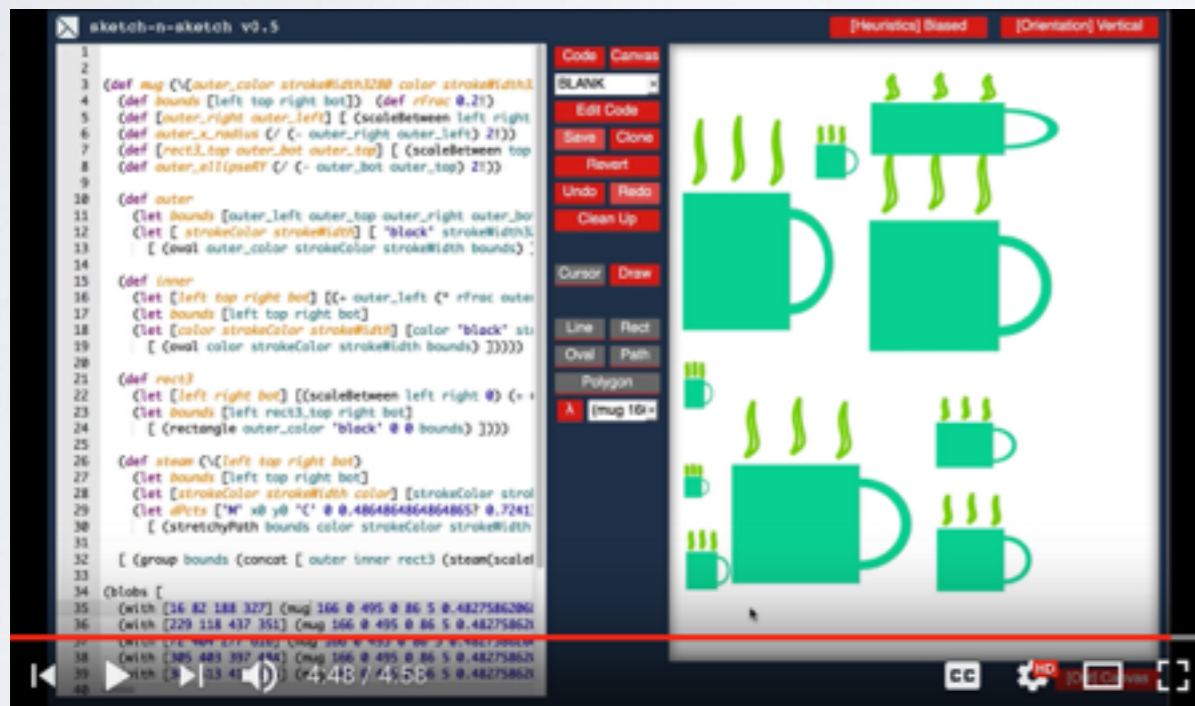 sketch-n-sketch v0.5
[Heuristics] Biased
[Orientation] Vertical
1
2
3 (def mug (\(outer_color strokeWidth3280 color strokeWidth3
4 (def bounds [left top right bot]) (def rfrac 0.2!)
5 (def [outer_right outer_left] [ (scaleBetween left right
6 (def outer_x_radius (/ (- outer_right outer_left) 2!))
7 (def [rect3_top outer_bot outer_top] [ (scaleBetween top
8 (def outer_ellipseRY (/ (- outer_bot outer_top) 2!))
9
10 (def outer
11 (let bounds [outer_left outer_top outer_right outer_bo
12 (let [ strokeColor strokeWidth] [ "black" strokeWidth3
13 [ (oval outer_color strokeColor strokeWidth bounds) ]
14
15 (def inner
16 (let [left top right bot] [(+ outer_left (* rfrac oute
17 (let bounds [left top right bot]
18 (let [color strokeColor strokeWidth] [color "black" st
19 [ (oval color strokeColor strokeWidth bounds) ]))))
20
21 (def rect3
22 (let [left right bot] [(scaleBetween left right 0) (-
23 (let bounds [left rect3_top right bot]
24 [ (rectangle outer_color "black" 0 0 bounds) ])))
25
26 (def steam (\(left top right bot)
27 (let bounds [left top right bot]
28 (let [strokeColor strokeWidth color] [strokeColor stro
29 (let dPcts ["M" x0 y0 "C" 0 0.4864864864864865? 0.7241
30 [ (stretchyPath bounds color strokeColor strokeWidth
31
32 [ (group bounds (concat [ outer inner rect3 (steam(scale
33
34 (blobs [
35 (with [16 82 188 327] (mug 166 0 495 0 86 5 0.4827586206
36 (with [229 118 437 351] (mug 166 0 495 0 86 5 0.48275862
38
39
40
Code
Canvas
BLANK
Edit Code
Save
Clone
Revert
Undo
Redo
Clean Up
Cursor
Draw
Line
Rect
Oval
Path
Polygon
λ
(mug 16
4:48 / 4:58
CC
HD
[Out] Canvas